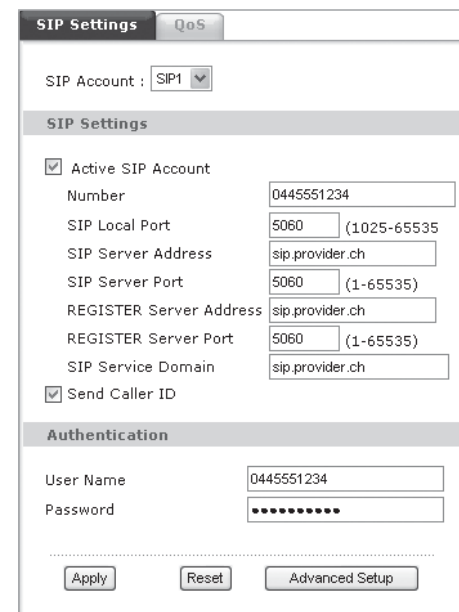 SIP Settings QoS
SIP Account : SIP1
SIP Settings
Active SIP Account
Number 0445551234
SIP Local Port 5060 (1025-65535
SIP Server Address sip.provider.ch
SIP Server Port 5060 (1-65535)
REGISTER Server Address sip.provider.ch
REGISTER Server Port 5060 (1-65535)
SIP Service Domain sip.provider.ch
Send Caller ID
Authentication
User Name 0445551234
Password ••••••••••
Apply Reset Advanced Setup